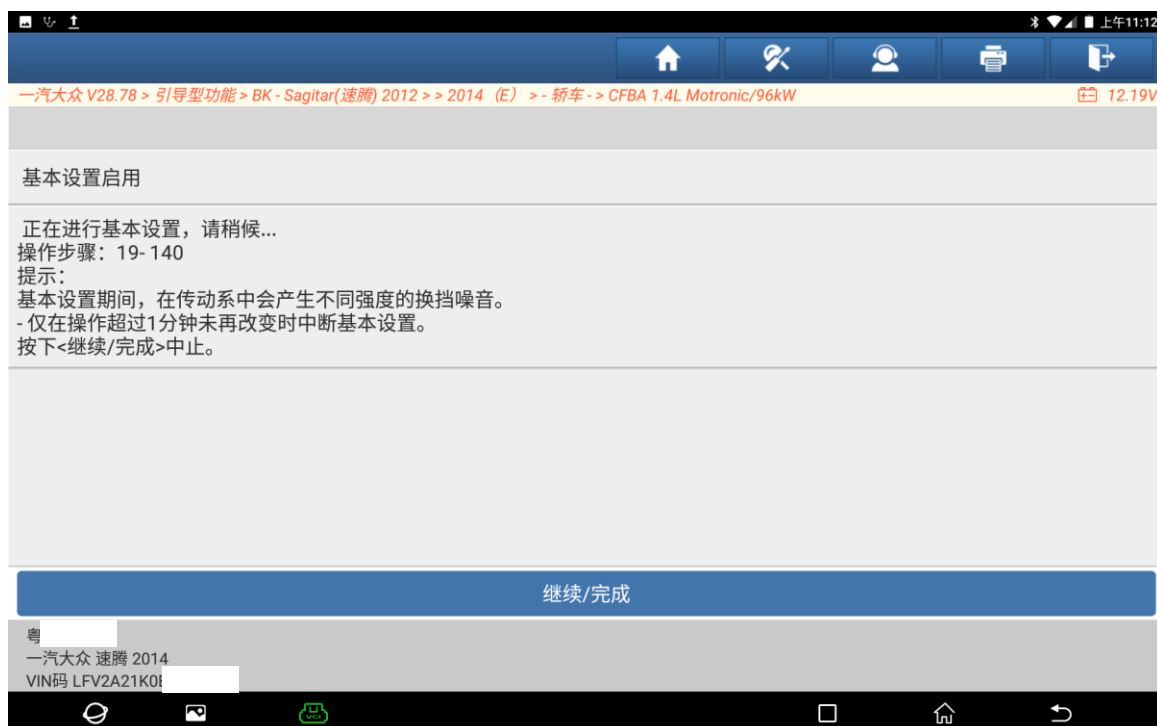 上午11:12
一汽大众 V28.78 > 引导型功能 > BK - Sagitar(速腾) 2012 > > 2014（E） > - 轿车 - > CFBA 1.4L Motronic/96kW 12.19V
基本设置启用
正在进行基本设置，请稍候...
操作步骤：19- 140
提示：
基本设置期间，在传动系中会产生不同强度的换挡噪音。
- 仅在操作超过1分钟未再改变时中断基本设置。
按下<继续/完成>中止。
继续/完成
粤
一汽大众 速腾 2014
VIN码 LFV2A21K0
VCI